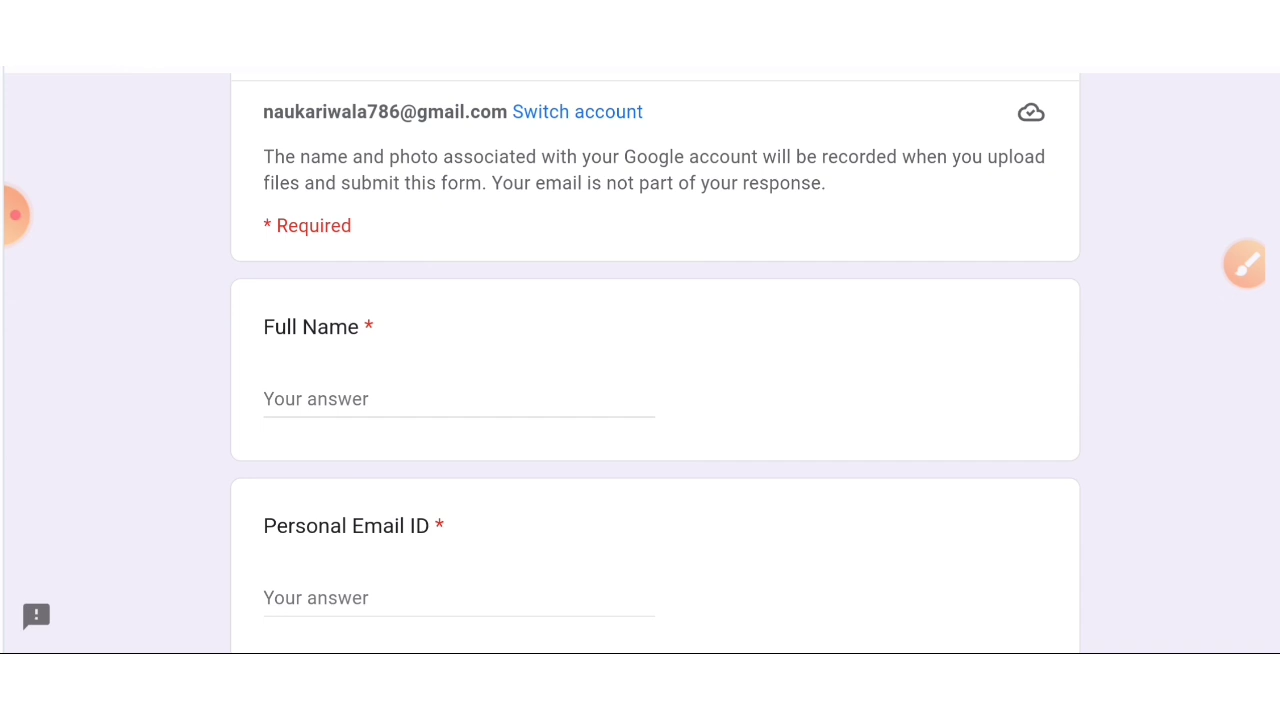 naukariwala786@gmail.com Switch account
The name and photo associated with your Google account will be recorded when you upload
files and submit this form. Your email is not part of your response.
* Required
Full Name *
Your answer
Personal Email ID *
Your answer